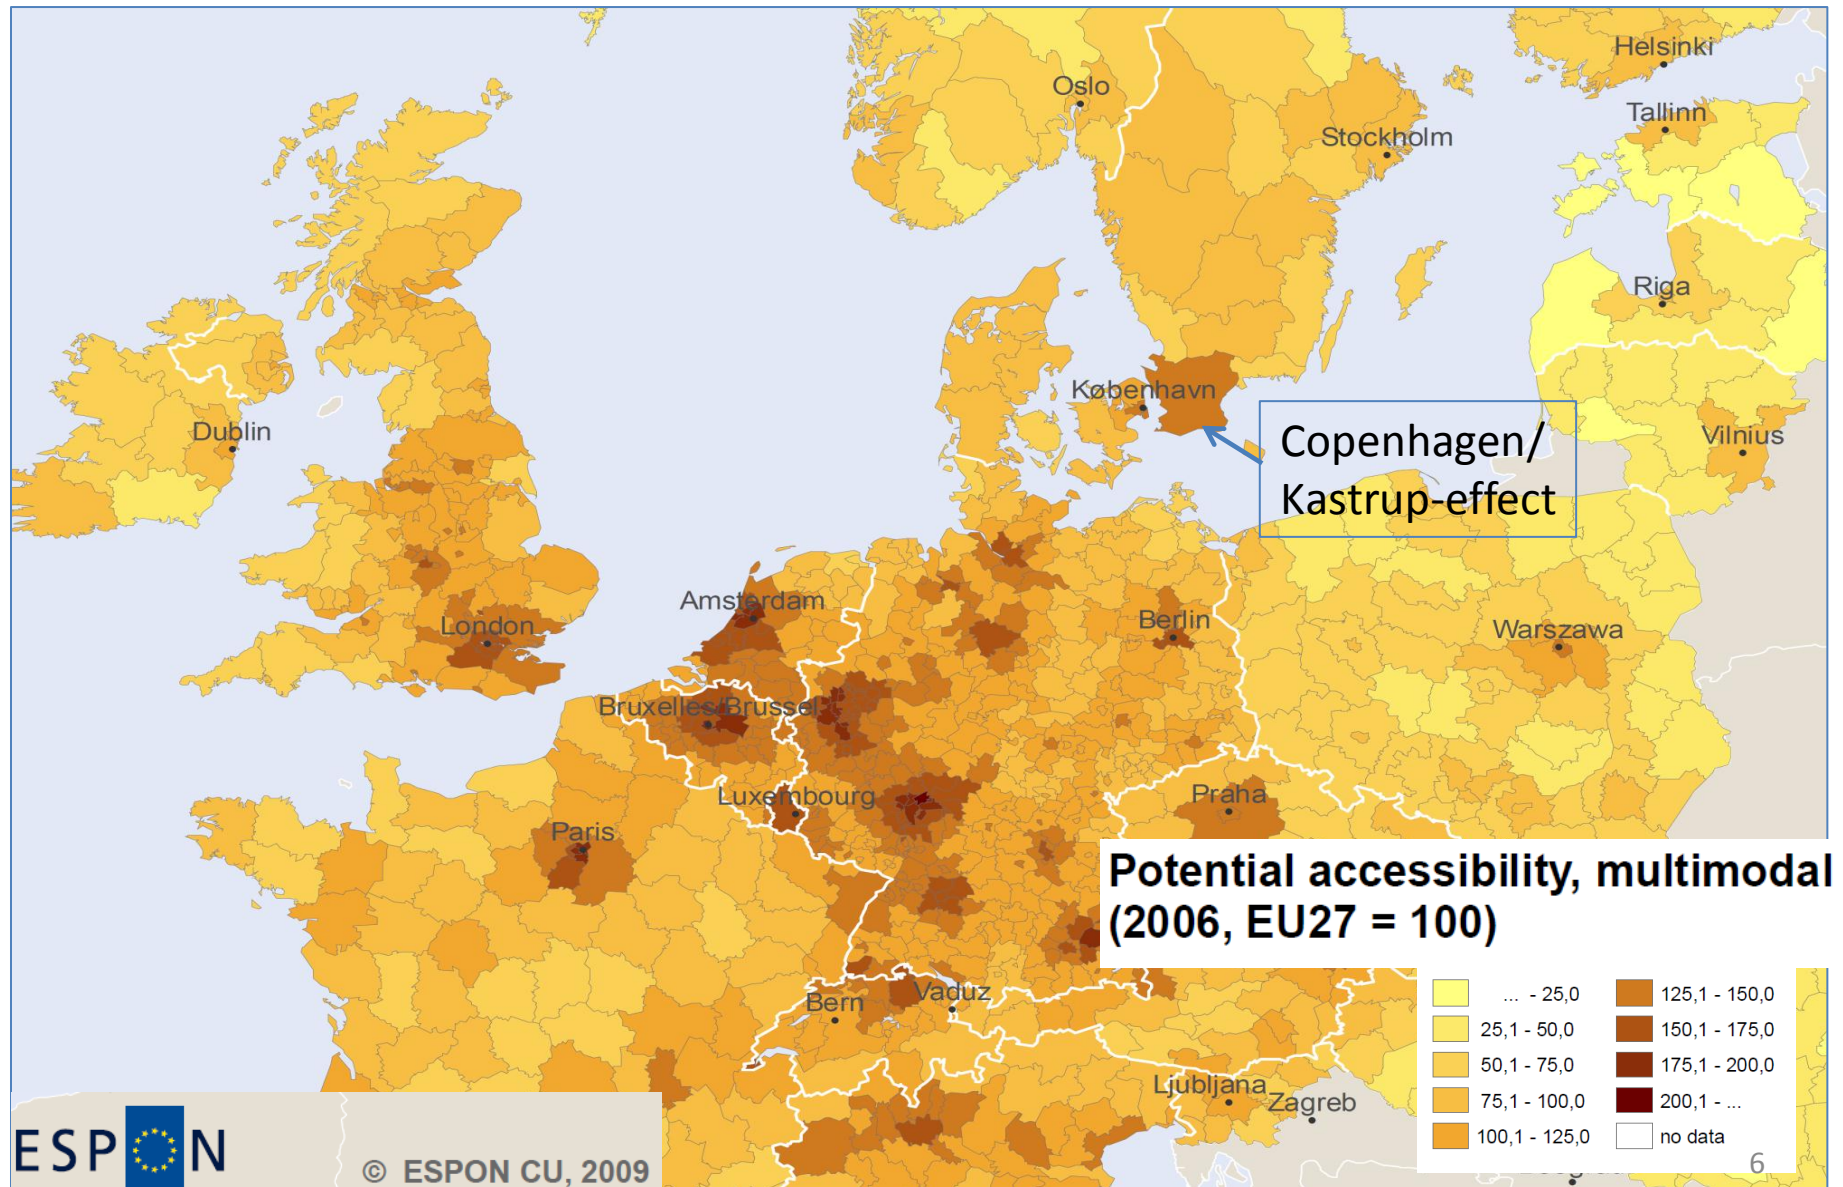 Helsinki
Oslo
Tallinn
Stockholm
Riga
København
Dublin
Vilnius
Copenhagen/
Kastrup-effect
Amsterdam
Berlin
London
Warszawa
Bruxelles/Brussel
Luxembourg
Praha
Paris
Potential accessibility, multimodal
(2006, EU27 = 100)
Bern
Vaduz
... - 25,0
125,1 - 150,0
25,1 - 50,0
150,1 - 175,0
50,1 - 75,0
175,1 - 200,0
75,1 - 100,0
200,1 - ...
100,1 - 125,0
no data
Ljubljana
Zagreb
ESPON
© ESPON CU, 2009
6